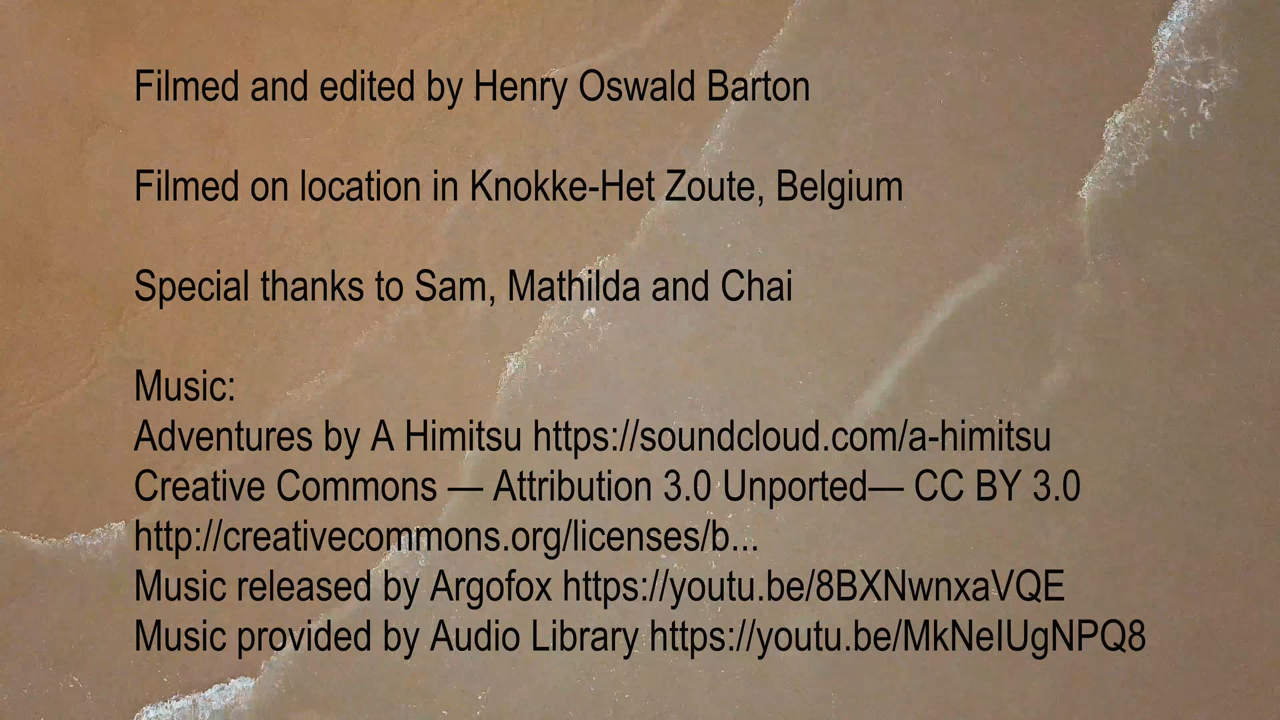 Filmed and edited by Henry Oswald Barton
Filmed on location in Knokke-Het Zoute, Belgium
Special thanks to Sam, Mathilda and Chai
Music:
Adventures by A Himitsu https://soundcloud.com/a-himitsu
Creative Commons — Attribution 3.0 Unported— CC BY 3.0
http://creativecommons.org/licenses/b...
Music released by Argofox https://youtu.be/8BXNwnxaVQE
Music provided by Audio Library https://youtu.be/MkNeIUgNPQ8